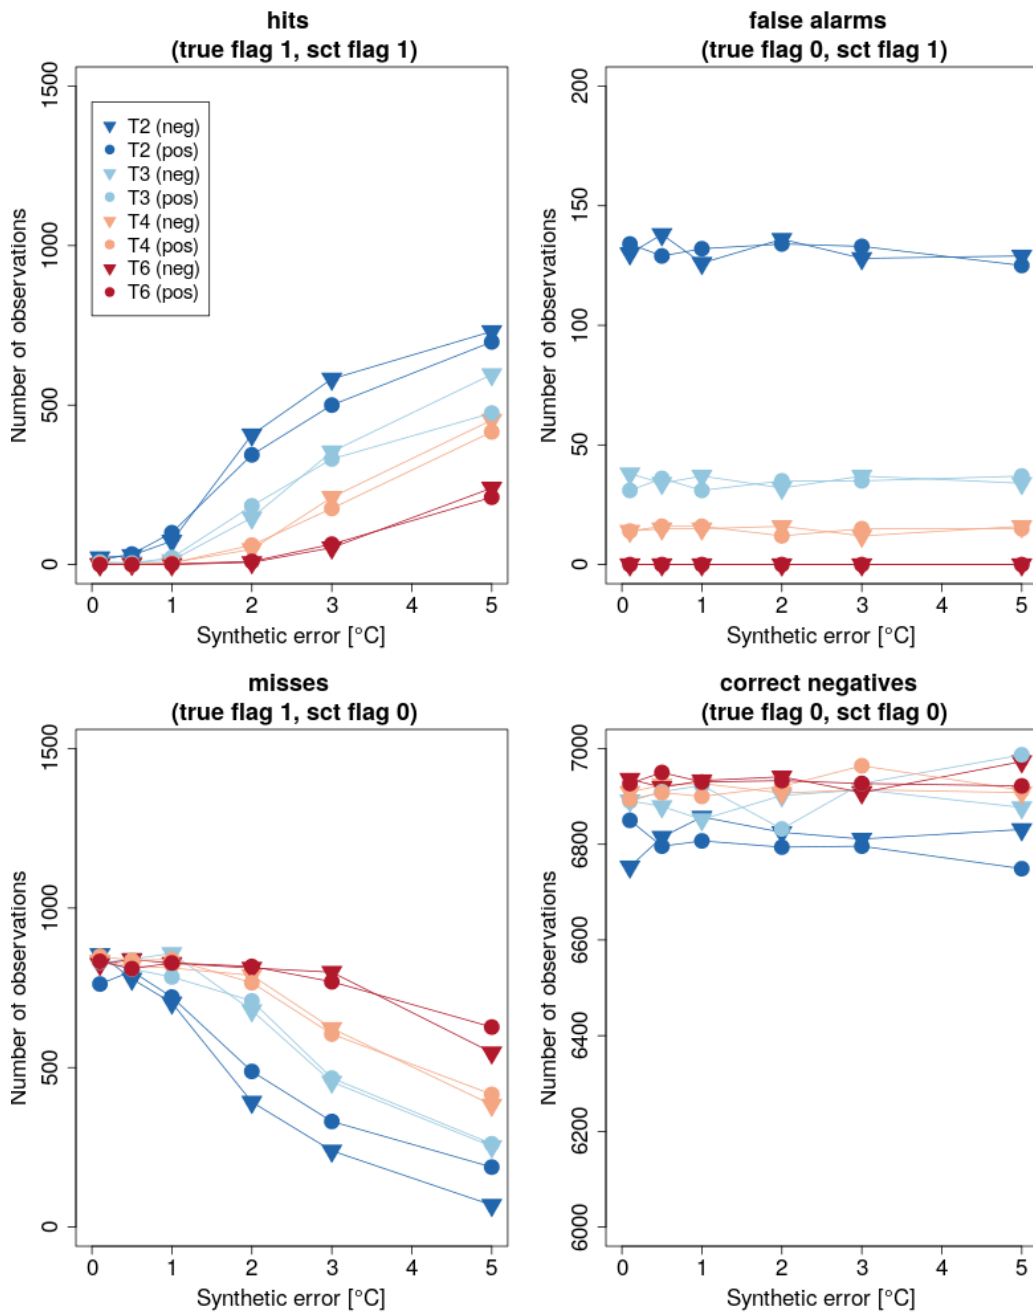 hits
(true flag 1, sct flag 1)
Number of observations
1500
1000
500
0
T2 (neg)
T2 (pos)
T3 (neg)
T3 (pos)
T4 (neg)
T4 (pos)
T6 (neg)
T6 (pos)
0 1 2 3 4 5
Synthetic error [°C]
false alarms
(true flag 0, sct flag 1)
Number of observations
200
150
100
50
0
0 1 2 3 4 5
Synthetic error [°C]
misses
(true flag 1, sct flag 0)
Number of observations
1500
1000
500
0
0 1 2 3 4 5
Synthetic error [°C]
correct negatives
(true flag 0, sct flag 0)
Number of observations
7000
6800
6600
6400
6200
6000
0 1 2 3 4 5
Synthetic error [°C]